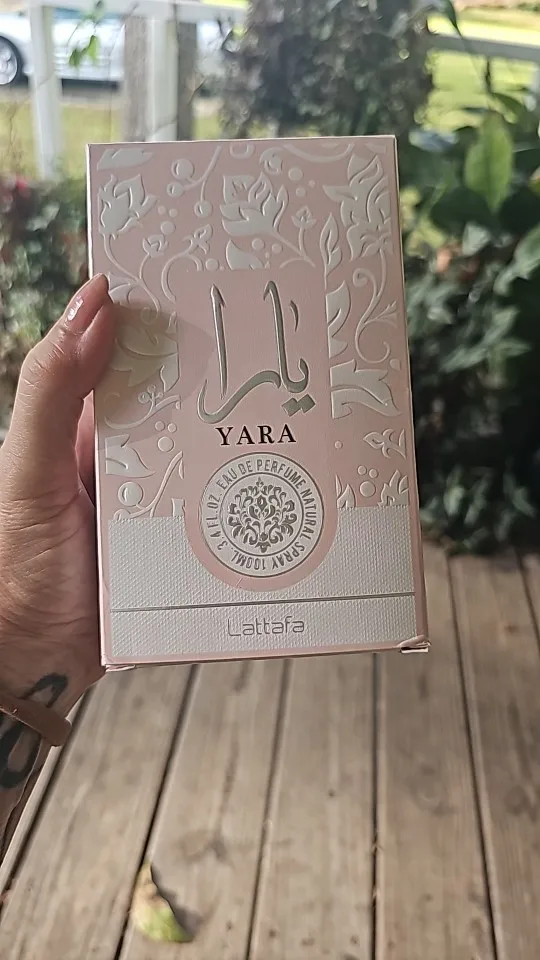 يارا
YARA
EAU DE PERFUME NATURAL SPRAY 100ML. 3.4 FL.OZ.
Lattafa